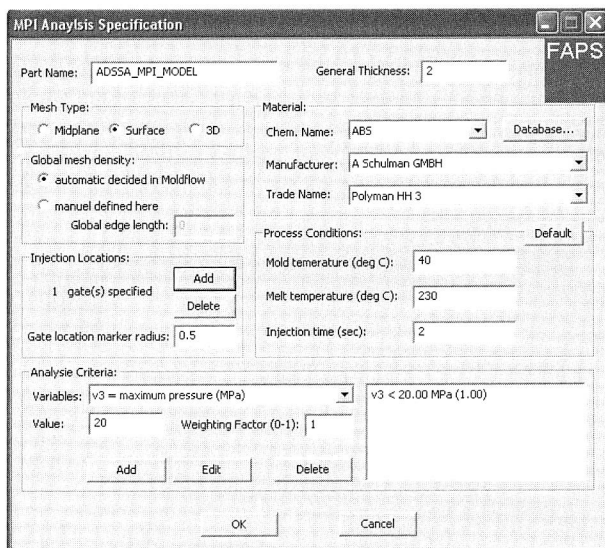 MPI Anaylsis Specification
FAPS
Part Name: ADSSA_MPI_MODEL General Thickness: 2
Mesh Type:
Midplane Surface 3D
Global mesh density:
automatic decided in Moldflow
manuel defined here
Global edge length: 0
Injection Locations:
1 gate(s) specified
Add
Delete
Gate location marker radius: 0.5
Material:
Chem. Name: ABS Database...
Manufacturer: A Schulman GMBH
Trade Name: Polyman HH 3
Process Conditions: Default
Mold temerature (deg C): 40
Melt temperature (deg C): 230
Injection time (sec): 2
Analysie Criteria:
Variables: v3 = maximum pressure (MPa)
Value: 20 Weighting Factor (0-1): 1
Add Edit Delete
v3 < 20.00 MPa (1.00)
OK Cancel